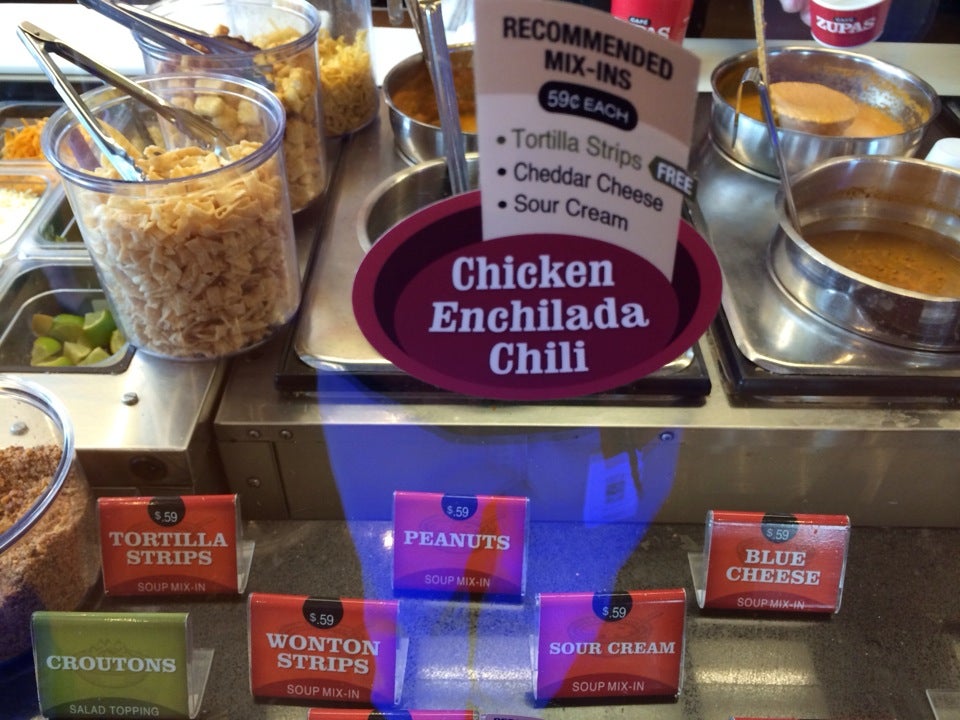 CAFÉ
ZUPAS
RECOMMENDED
MIX-INS
59¢ EACH
• Tortilla Strips FREE
• Cheddar Cheese
• Sour Cream
Chicken
Enchilada
Chili
$.59
TORTILLA
STRIPS
SOUP MIX-IN
$.59
PEANUTS
SOUP MIX-IN
$.59
BLUE
CHEESE
SOUP MIX-IN
CROUTONS
SALAD TOPPING
$.59
WONTON
STRIPS
SOUP MIX-IN
$.59
SOUR CREAM
SOUP MIX-IN